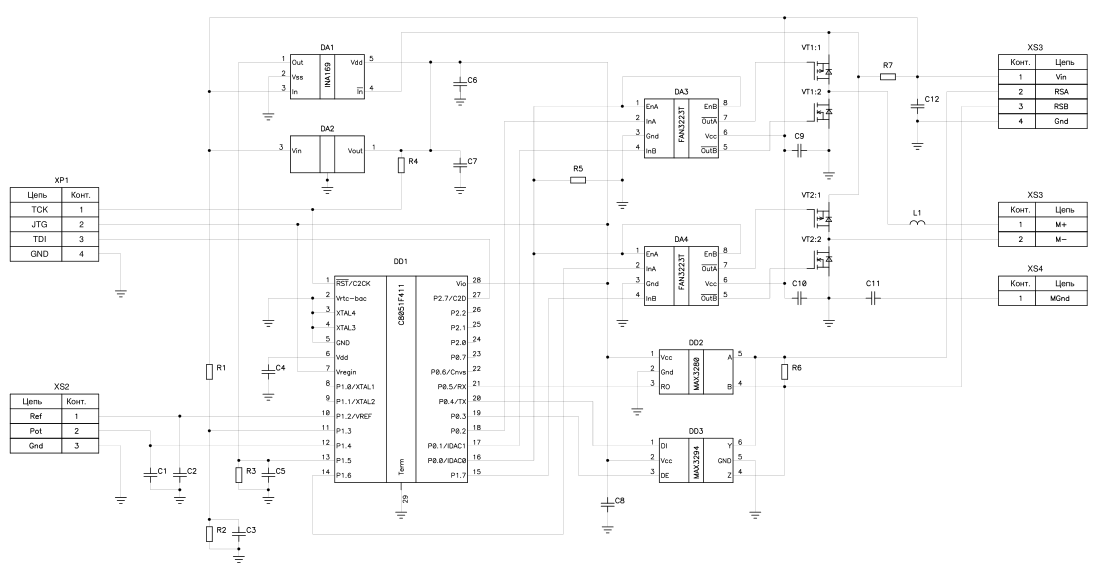 DA1
1 Out Vdd 5
2 Vss
3 In In 4
INA169
C6
DA2
3 Vin Vout 1
R4
C7
VT1:1
VT1:2
R7
C12
XS3
Конт. Цепь
1 Vin
2 RSA
3 RSB
4 Gnd
DA3
1 EnA EnB 8
2 InA OutA 7
3 Gnd Vcc 6
4 InB OutB 5
FAN3223T
C9
R5
XP1
Цепь Конт.
TCK 1
JTG 2
TDI 3
GND 4
VT2:1
VT2:2
L1
XS3
Конт. Цепь
1 M+
2 M-
DA4
1 EnA EnB 8
2 InA OutA 7
3 Gnd Vcc 6
4 InB OutB 5
FAN3223T
C10
C11
XS4
Конт. Цепь
1 MGnd
DD1
C8051F411
1 RST/C2CK Vio 28
2 Vrtc-bac P2.7/C2D 27
3 XTAL4 P2.2 26
4 XTAL3 P2.1 25
5 GND P2.0 24
6 Vdd P0.7 23
7 Vregin P0.6/Cnvs 22
8 P1.0/XTAL1 P0.5/RX 21
9 P1.1/XTAL2 P0.4/TX 20
10 P1.2/VREF P0.3 19
11 P1.3 P0.2 18
12 P1.4 P0.1/IDAC1 17
13 P1.5 P0.0/IDAC0 16
14 P1.6 P1.7 15
Term
29
R1
C4
DD2
1 Vcc A 5
2 Gnd
3 RO B 4
MAX3280
R6
XS2
Цепь Конт.
Ref 1
Pot 2
Gnd 3
DD3
1 DI Y 6
2 Vcc GND 5
3 DE Z 4
MAX3294
C1
C2
R3
C5
C8
R2
C3